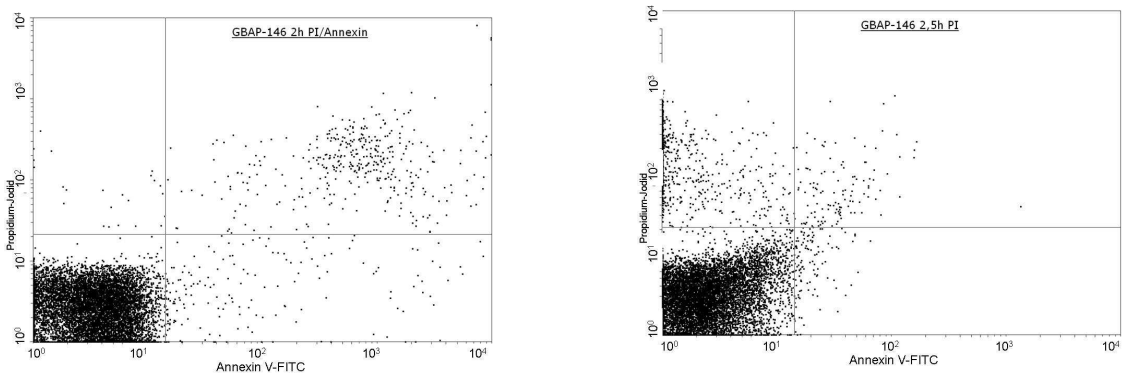 GBAP-146 2h PI/Annexin
10⁴
10³
10²
10¹
10⁰
Propidium-Jodid
10⁰ 10¹ 10² 10³ 10⁴
Annexin V-FITC
GBAP-146 2,5h PI
10⁴
10³
10²
10¹
10⁰
Propidium-Jodid
10⁰ 10¹ 10² 10³ 10⁴
Annexin V-FITC